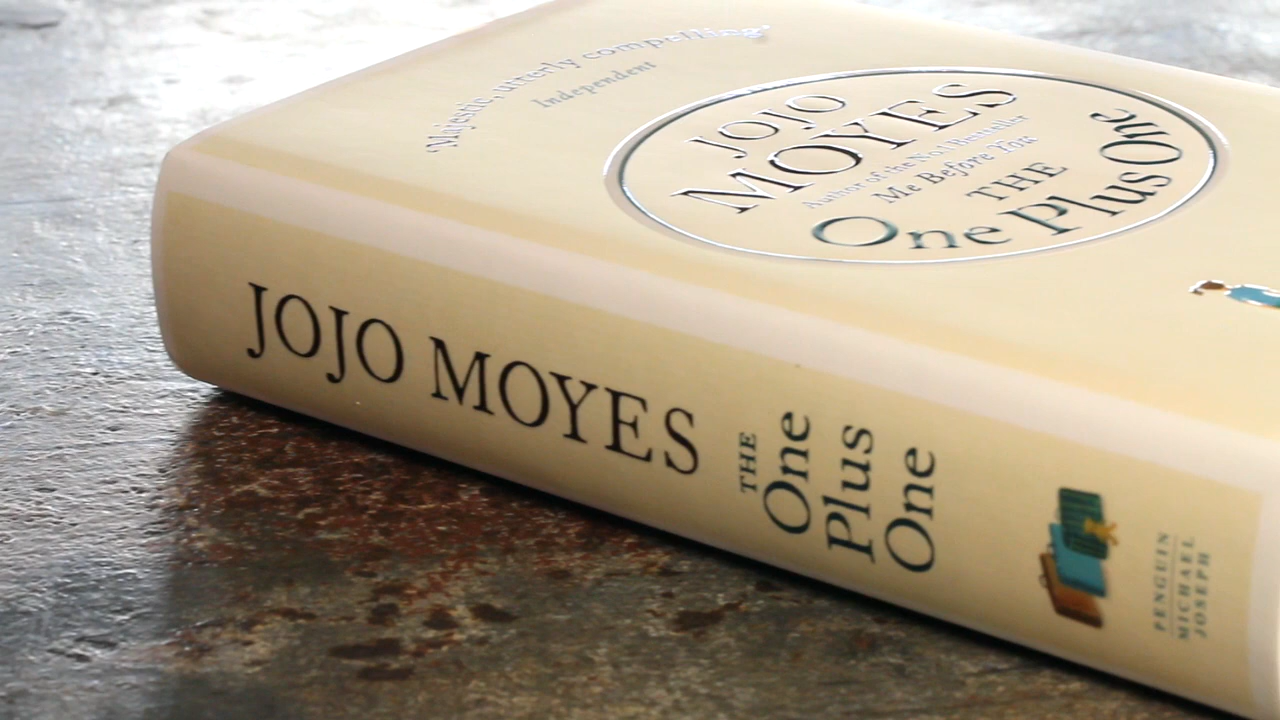 'Majestic, utterly compelling'
Independent
JOJO
MOYES
Author of the No.1 Bestseller
Me Before You
THE
One Plus One
JOJO MOYES
THE
One
Plus
One
PENGUIN
MICHAEL
JOSEPH